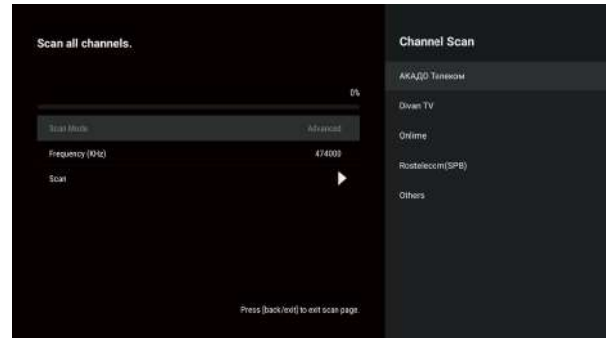 Scan all channels.
0%
Scan Mode Advanced
Frequency (KHz) 474000
Scan
Press [back/exit] to exit scan page.
Channel Scan
АКАДО Телеком
Divan TV
Onlime
Rostelecom(SPB)
Others